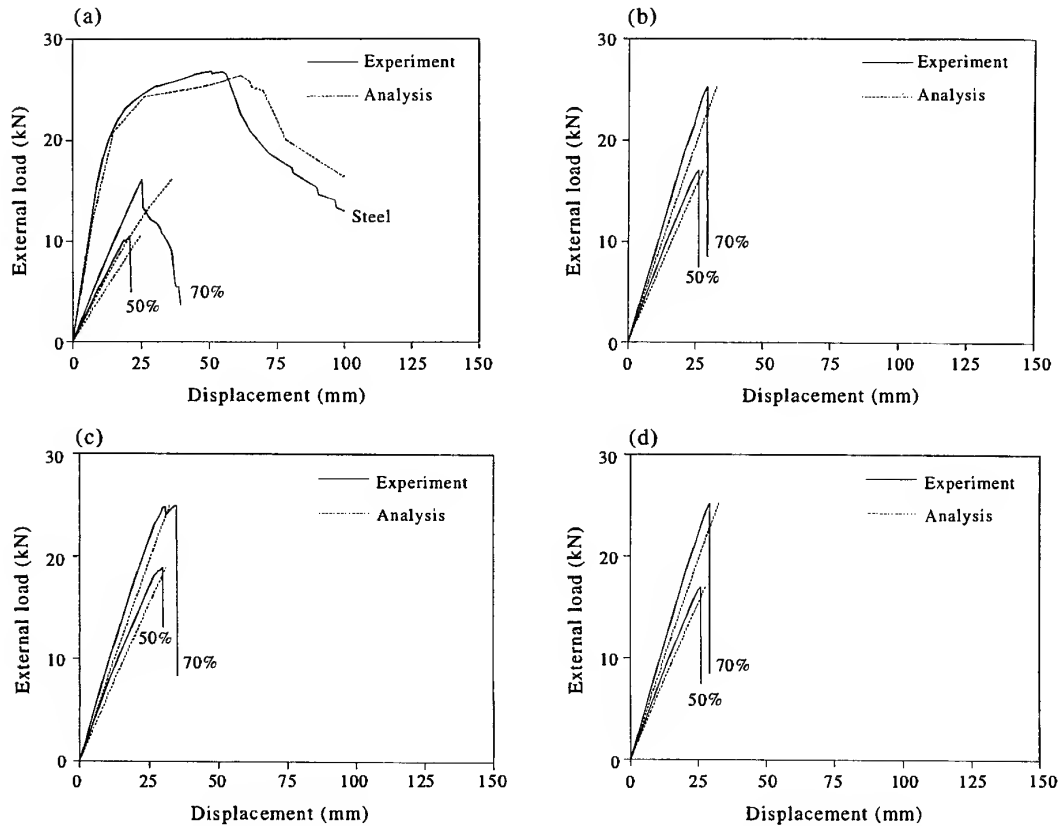 (a)
30
20
10
0
External load (kN)
Experiment
Analysis
Steel
50%
70%
0 25 50 75 100 125 150
Displacement (mm)
(b)
30
20
10
0
External load (kN)
Experiment
Analysis
70%
50%
0 25 50 75 100 125 150
Displacement (mm)
(c)
30
20
10
0
External load (kN)
Experiment
Analysis
50%
70%
0 25 50 75 100 125 150
Displacement (mm)
(d)
30
20
10
0
External load (kN)
Experiment
Analysis
70%
50%
0 25 50 75 100 125 150
Displacement (mm)